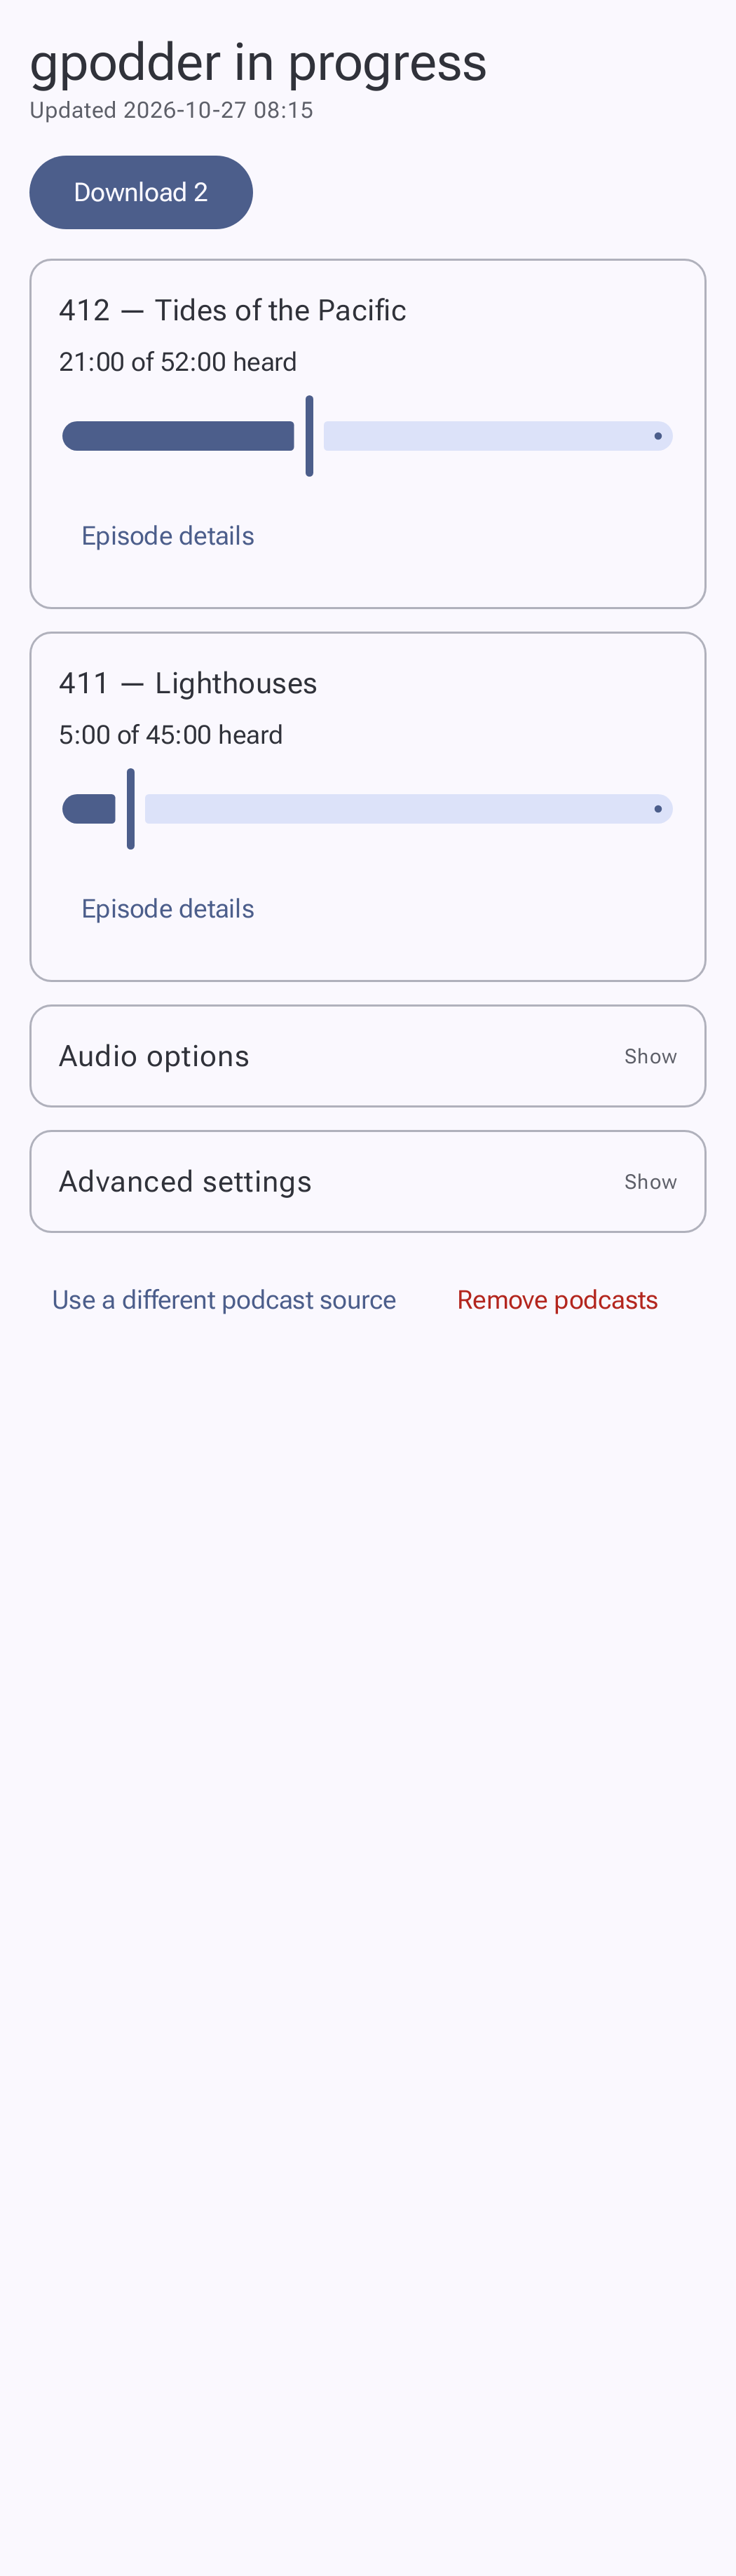 gpodder in progress
Updated 2026-10-27 08:15
Download 2
412 — Tides of the Pacific
21:00 of 52:00 heard
Episode details
411 — Lighthouses
5:00 of 45:00 heard
Episode details
Audio options Show
Advanced settings Show
Use a different podcast source Remove podcasts